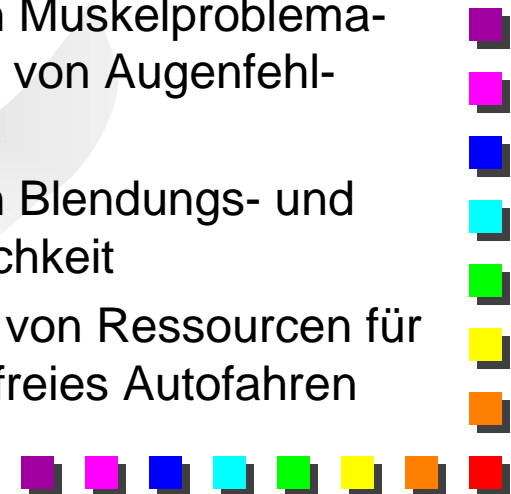 Muskelproblema-
von Augenfehl-
Blendungs- und
chkeit
von Ressourcen für
freies Autofahren